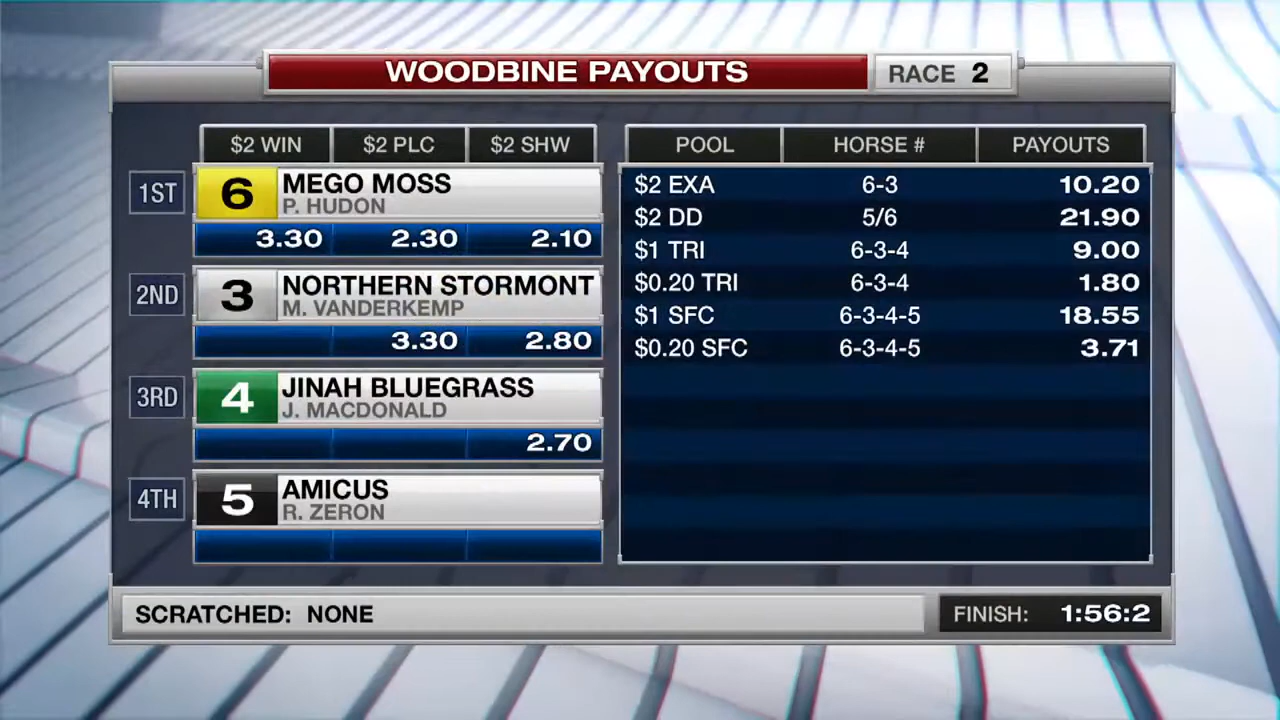 WOODBINE PAYOUTS
RACE 2
$2 WIN $2 PLC $2 SHW
1ST 6 MEGO MOSS
P. HUDON
3.30 2.30 2.10
2ND 3 NORTHERN STORMONT
M. VANDERKEMP
3.30 2.80
3RD 4 JINAH BLUEGRASS
J. MACDONALD
2.70
4TH 5 AMICUS
R. ZERON
POOL HORSE # PAYOUTS
$2 EXA 6-3 10.20
$2 DD 5/6 21.90
$1 TRI 6-3-4 9.00
$0.20 TRI 6-3-4 1.80
$1 SFC 6-3-4-5 18.55
$0.20 SFC 6-3-4-5 3.71
SCRATCHED: NONE
FINISH: 1:56:2